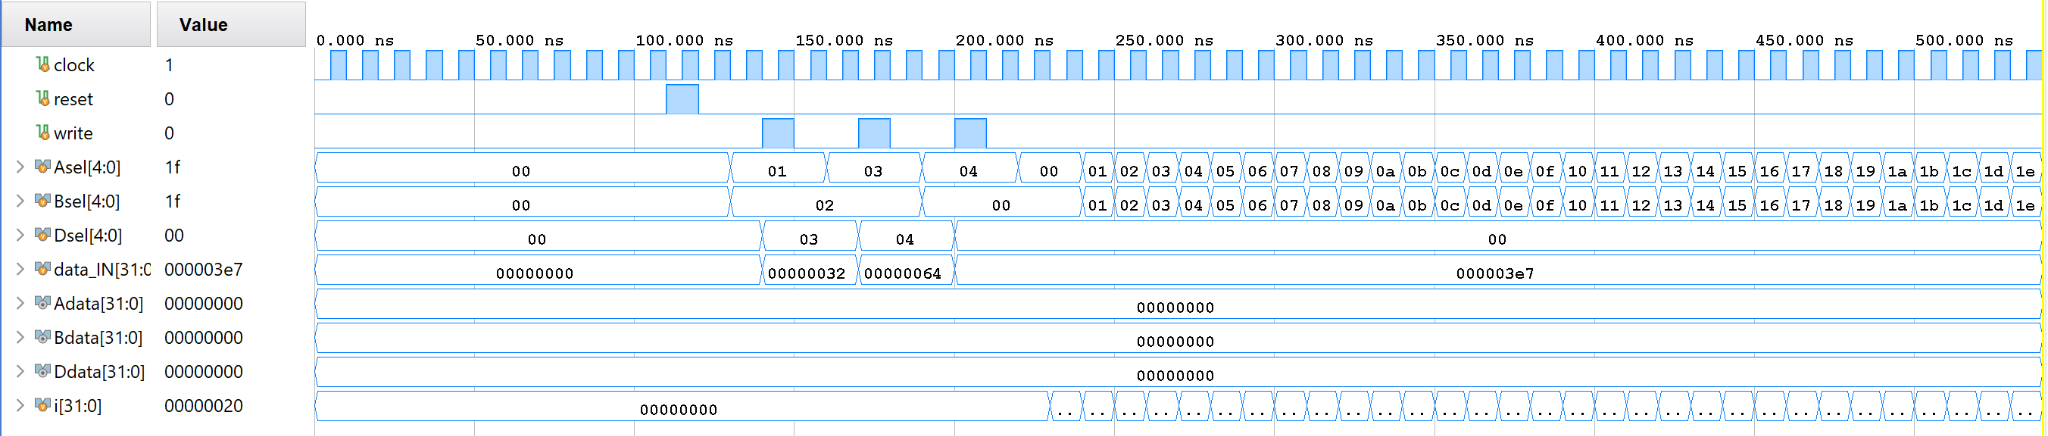 Name Value
0.000 ns 50.000 ns 100.000 ns 150.000 ns 200.000 ns 250.000 ns 300.000 ns 350.000 ns 400.000 ns 450.000 ns 500.000 ns
clock 1
reset 0
write 0
Asel[4:0] 1f 00 01 03 04 00 01 02 03 04 05 06 07 08 09 0a 0b 0c 0d 0e 0f 10 11 12 13 14 15 16 17 18 19 1a 1b 1c 1d 1e
Bsel[4:0] 1f 00 02 00 01 02 03 04 05 06 07 08 09 0a 0b 0c 0d 0e 0f 10 11 12 13 14 15 16 17 18 19 1a 1b 1c 1d 1e
Dsel[4:0] 00 00 03 04 00
data_IN[31:0 000003e7 00000000 00000032 00000064 000003e7
Adata[31:0] 00000000 00000000
Bdata[31:0] 00000000 00000000
Ddata[31:0] 00000000 00000000
i[31:0] 00000020 00000000 .. .. .. .. .. .. .. .. .. .. .. .. .. .. .. .. .. .. .. .. .. .. .. .. .. .. .. .. .. .. ..